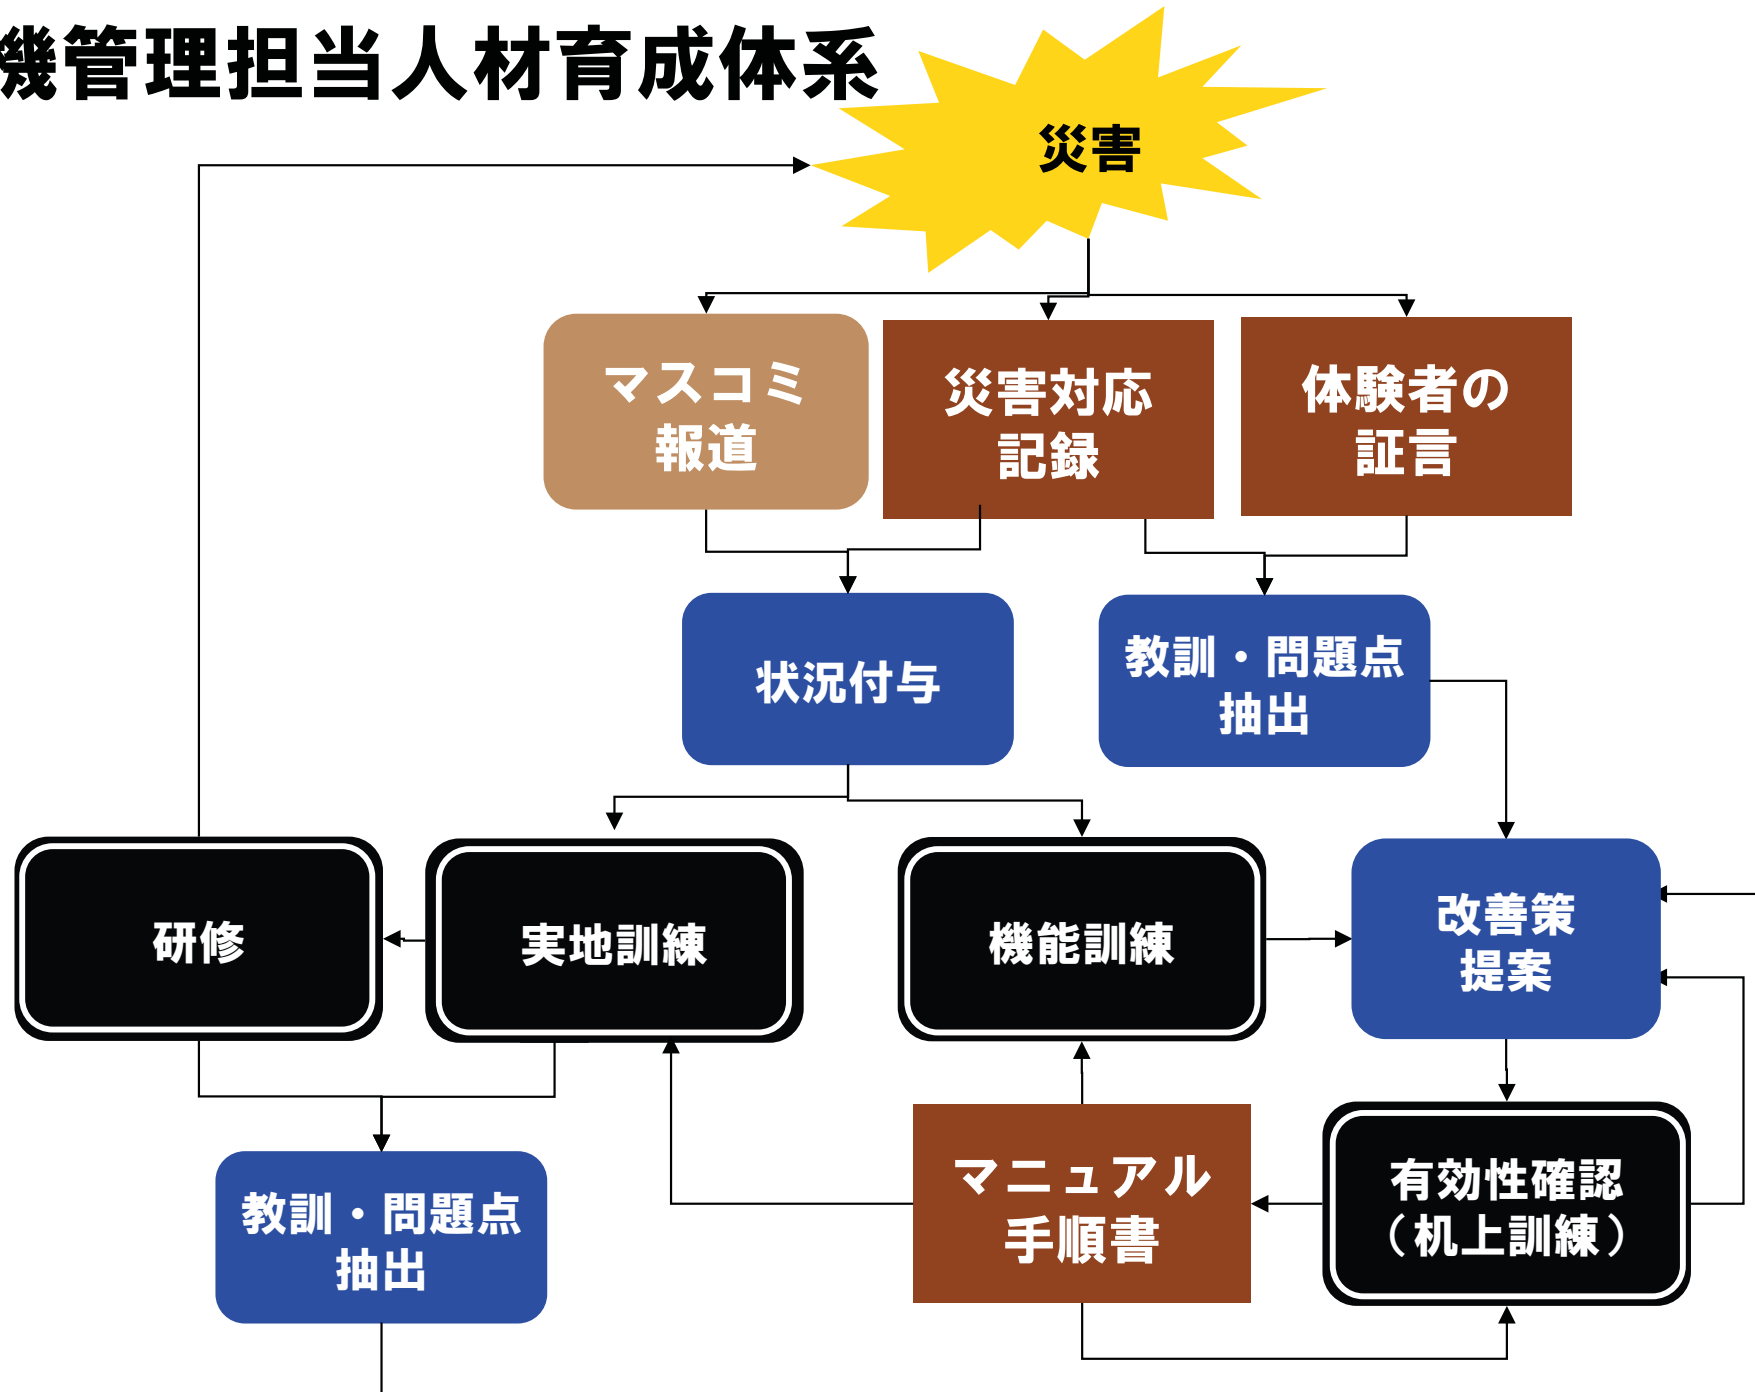 機管理担当人材育成体系
災害
マスコミ
報道
災害対応
記録
体験者の
証言
状況付与
教訓・問題点
抽出
研修
実地訓練
機能訓練
改善策
提案
教訓・問題点
抽出
マニュアル
手順書
有効性確認
（机上訓練）